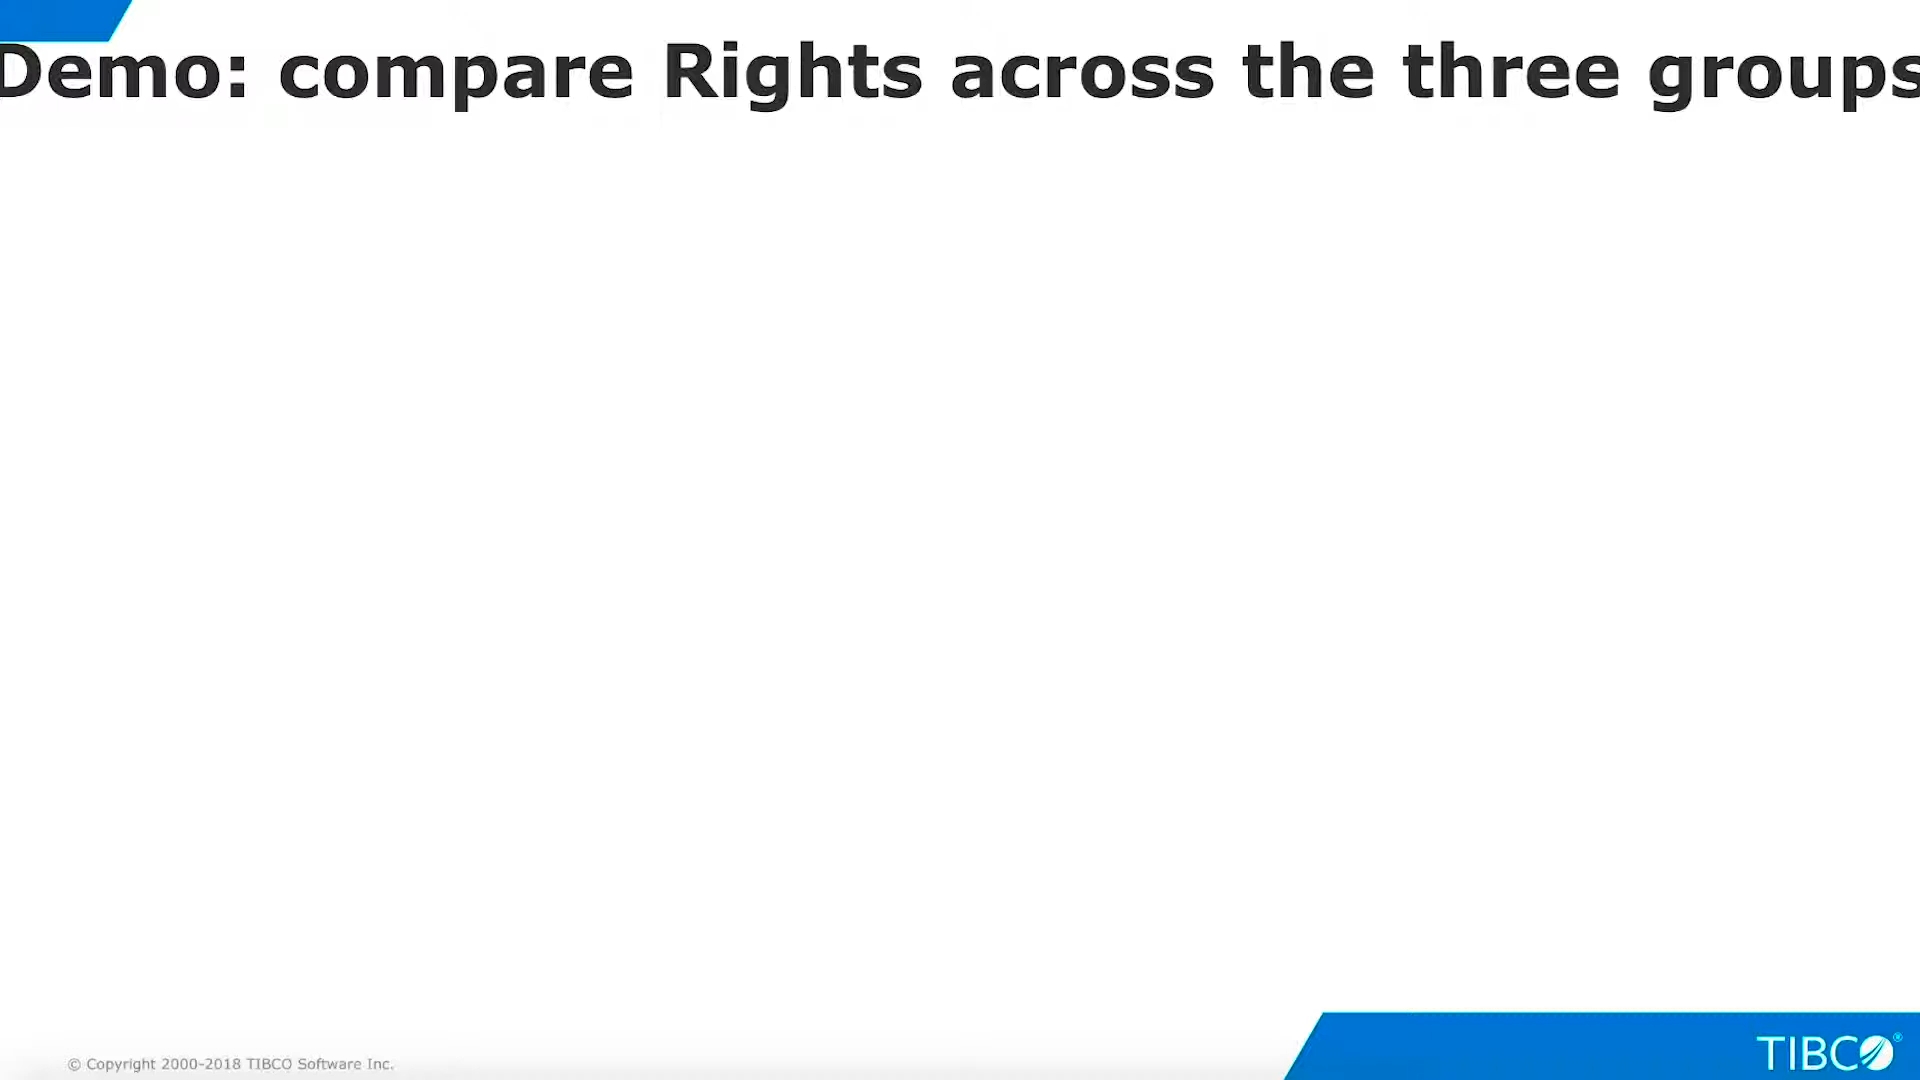 Demo: compare Rights across the three groups
© Copyright 2000-2018 TIBCO Software Inc.
TIBCO®